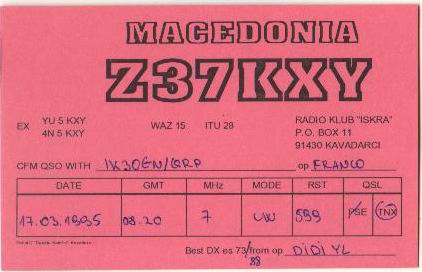 MACEDONIA
Z37KXY
EX YU 5 KXY
4N 5 KXY
WAZ 15 ITU 28
RADIO KLUB "ISKRA"
P.O. BOX 11
91430 KAVADARCI
CFM QSO WITH IK3OEN/QRP op FRANCO
DATE GMT MHz MODE RST QSL
17.03.1995 08.20 7 CW 599 PSE TNX
Best DX es 73/88 from op DiDi YL